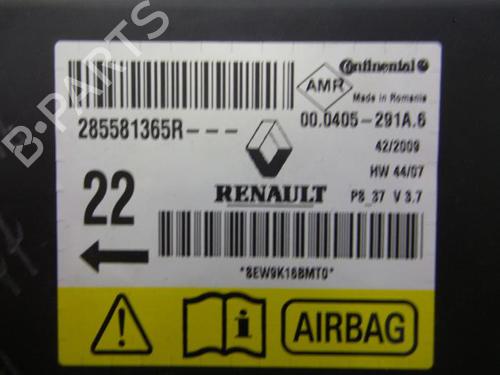 B-PARTS
Continental
AMR
Made in Romania
285581365R---
00.0405-291A.6
42/2009
HW 44/07
22
RENAULT
P8_37 V 3.7
*8EW9K16BMT0*
i
AIRBAG